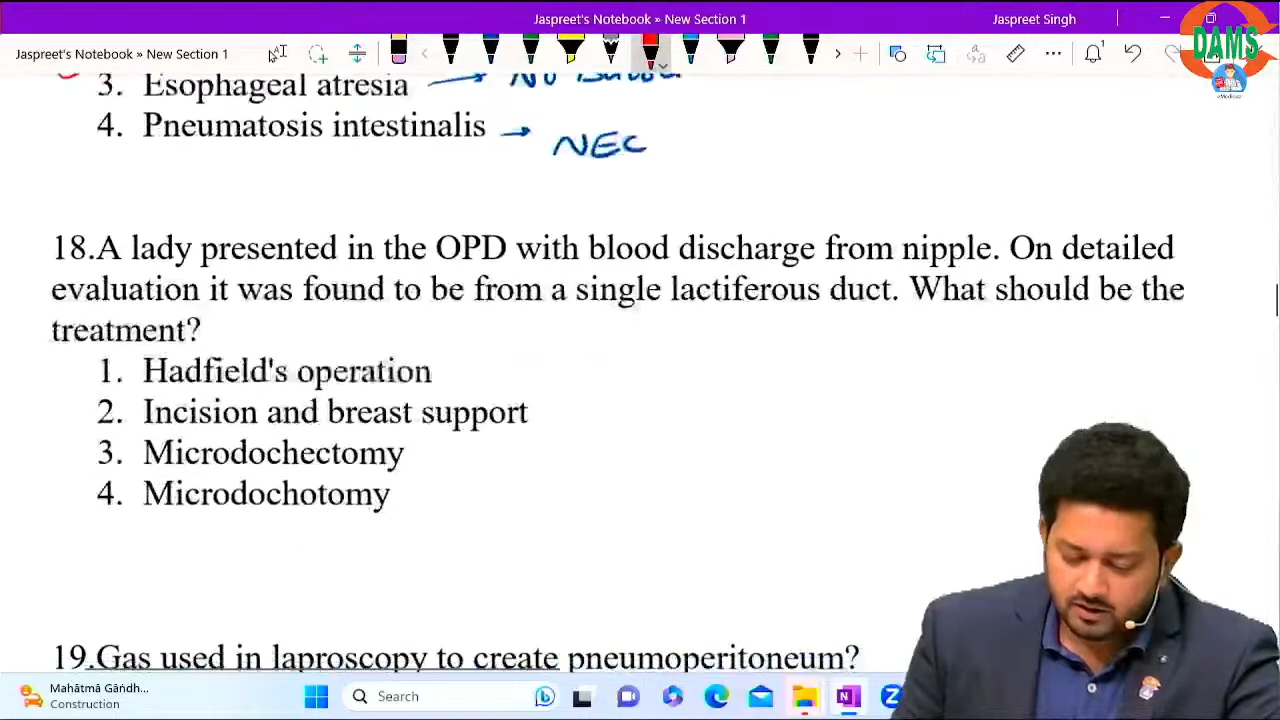 Jaspreet's Notebook » New Section 1
Jaspreet Singh
Jaspreet's Notebook » New Section 1
DAMS
3. Esophageal atresia → No
4. Pneumatosis intestinalis →
NEC
18.A lady presented in the OPD with blood discharge from nipple. On detailed
evaluation it was found to be from a single lactiferous duct. What should be the
treatment?
1. Hadfield's operation
2. Incision and breast support
3. Microdochectomy
4. Microdochotomy
19.Gas used in laproscopy to create pneumoperitoneum?
Mahātmā Gāndh...
Construction
Search